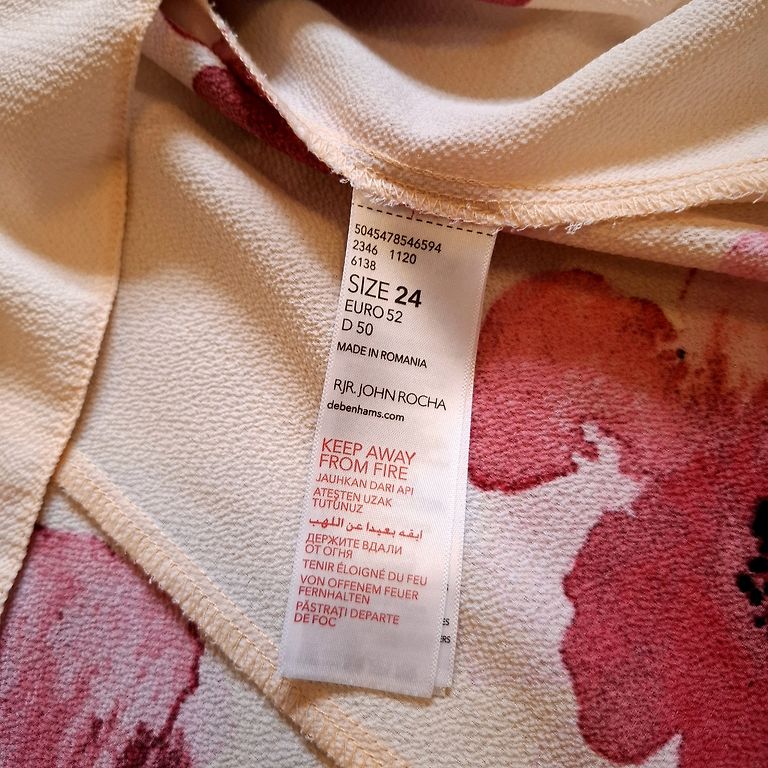 5045478546594
2346 1120
6138
SIZE 24
EURO 52
D 50
MADE IN ROMANIA
RJR. JOHN ROCHA
debenhams.com
KEEP AWAY
FROM FIRE
JAUHKAN DARI API
ATEŞTEN UZAK
TUTUNUZ
ابقه بعيدا عن اللهب
ДЕРЖИТЕ ВДАЛИ
ОТ ОГНЯ
TENIR ÉLOIGNÉ DU FEU
VON OFFENEM FEUER
FERNHALTEN
PĂSTRAŢI DEPARTE
DE FOC